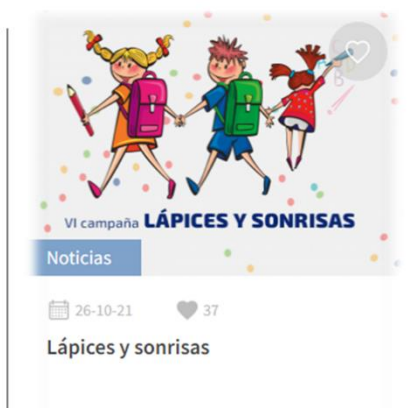 B
VI campaña LÁPICES Y SONRISAS
Noticias
26-10-21 37
Lápices y sonrisas